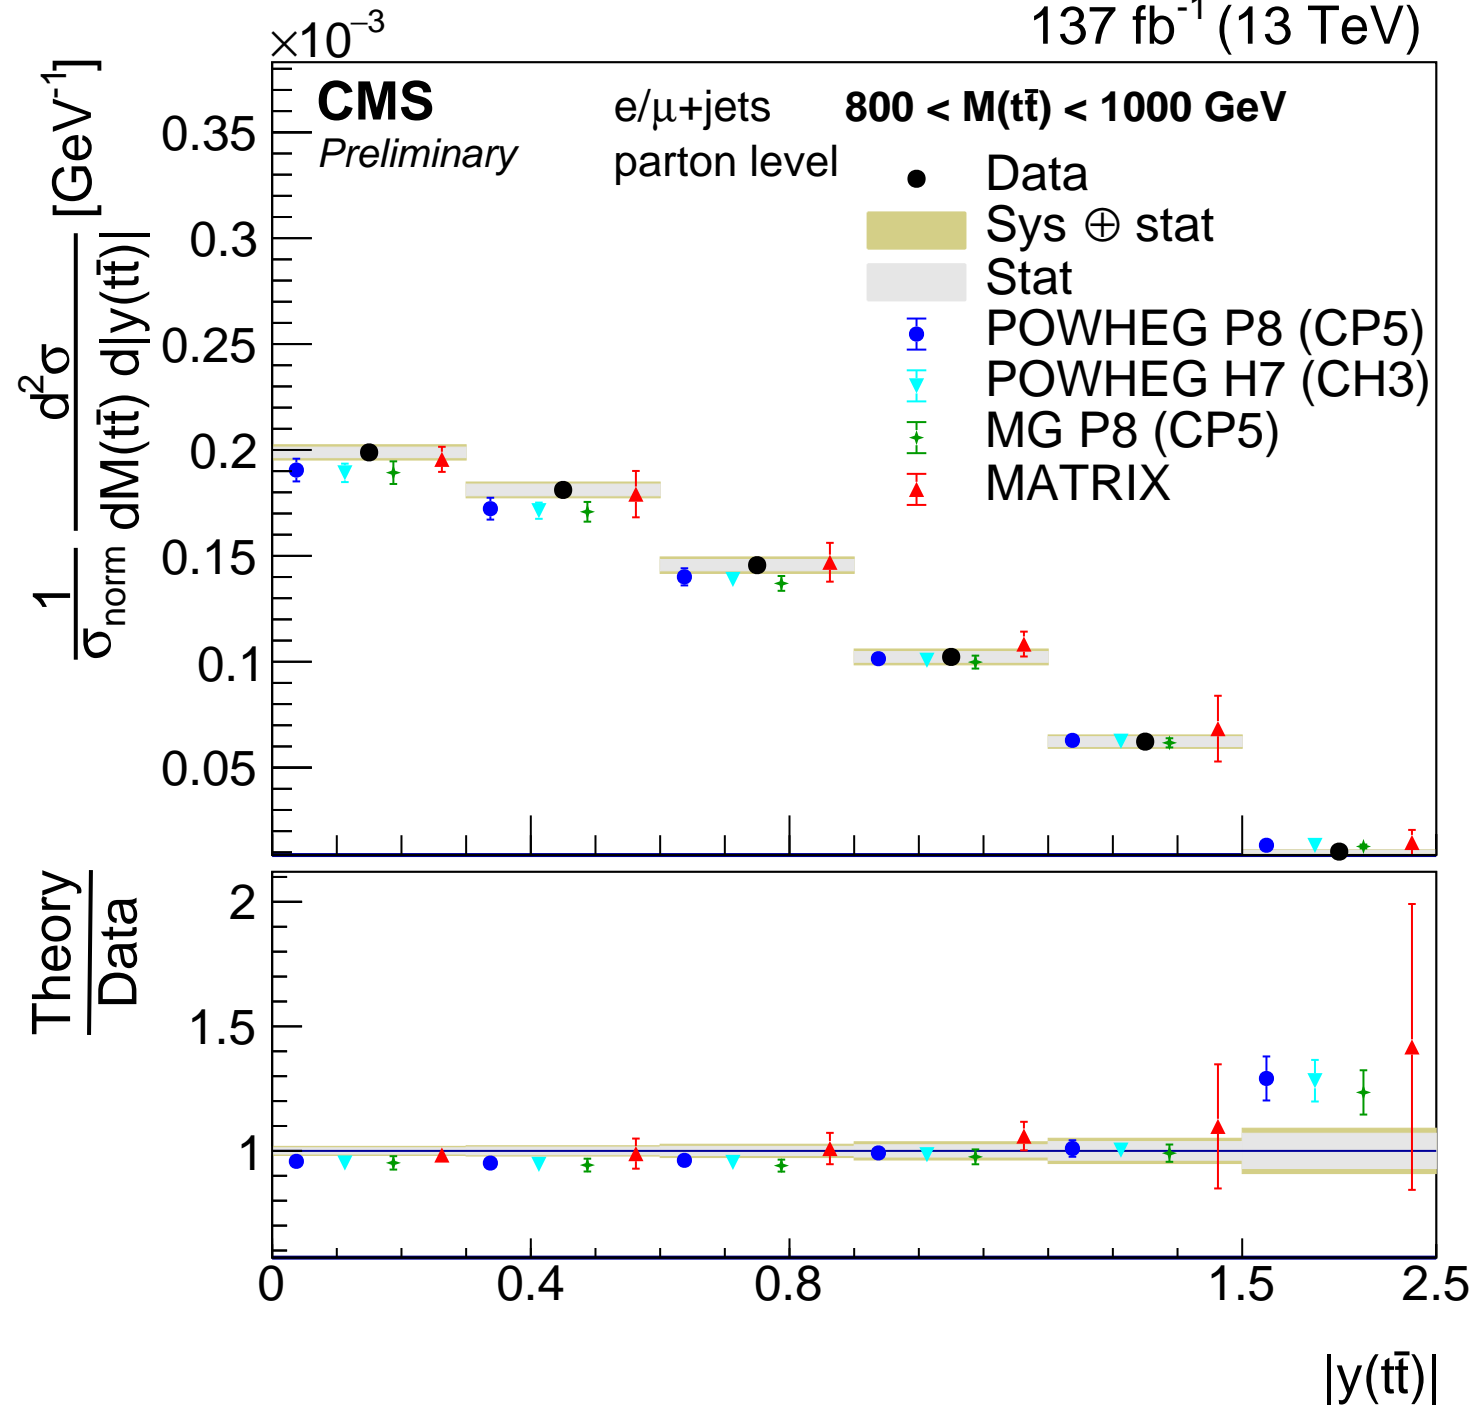 ×10⁻³
137 fb⁻¹ (13 TeV)
CMS
Preliminary
e/μ+jets
parton level
800 < M(tt̄) < 1000 GeV
Data
Sys ⊕ stat
Stat
POWHEG P8 (CP5)
POWHEG H7 (CH3)
MG P8 (CP5)
MATRIX
1
σnorm
d²σ
dM(tt̄) d|y(tt̄)|
[GeV⁻¹]
0.35
0.3
0.25
0.2
0.15
0.1
0.05
Theory
Data
2
1.5
1
0 0.4 0.8 1.5 2.5
|y(tt̄)|